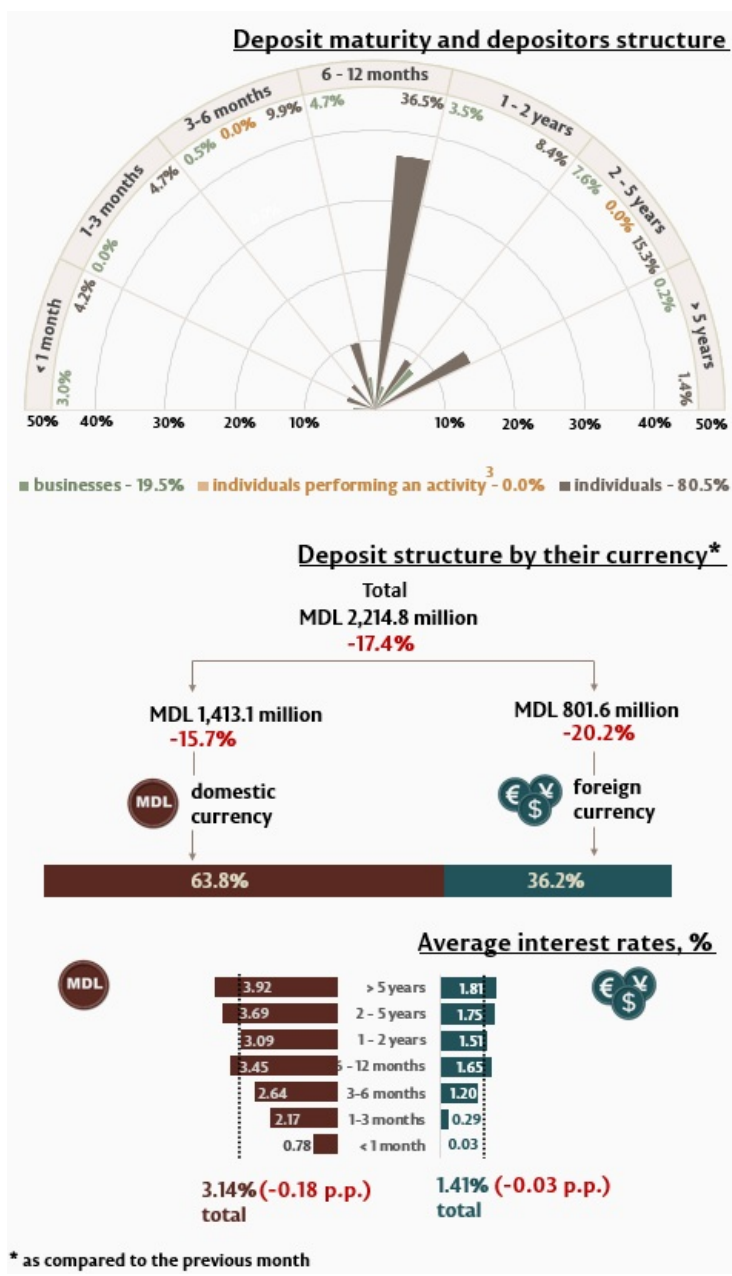 Deposit maturity and depositors structure
< 1 month
1-3 months
3-6 months
6 - 12 months
1 - 2 years
2 - 5 years
> 5 years
3.0%
4.2%
0.0%
4.7%
0.5%
0.0%
9.9%
4.7%
36.5%
3.5%
8.4%
7.6%
0.0%
15.3%
0.2%
1.4%
50% 40% 30% 20% 10% 10% 20% 30% 40% 50%
businesses - 19.5% individuals performing an activity³ - 0.0% individuals - 80.5%
Deposit structure by their currency*
Total
MDL 2,214.8 million
-17.4%
MDL 1,413.1 million
-15.7%
MDL 801.6 million
-20.2%
MDL
domestic
currency
€ ¥ $
foreign
currency
63.8% 36.2%
Average interest rates, %
MDL
€ ¥ $
3.92 > 5 years 1.81
3.69 2 - 5 years 1.75
3.09 1 - 2 years 1.51
3.45 6 - 12 months 1.65
2.64 3-6 months 1.20
2.17 1-3 months 0.29
0.78 < 1 month 0.03
3.14% (-0.18 p.p.)
total
1.41% (-0.03 p.p.)
total
* as compared to the previous month